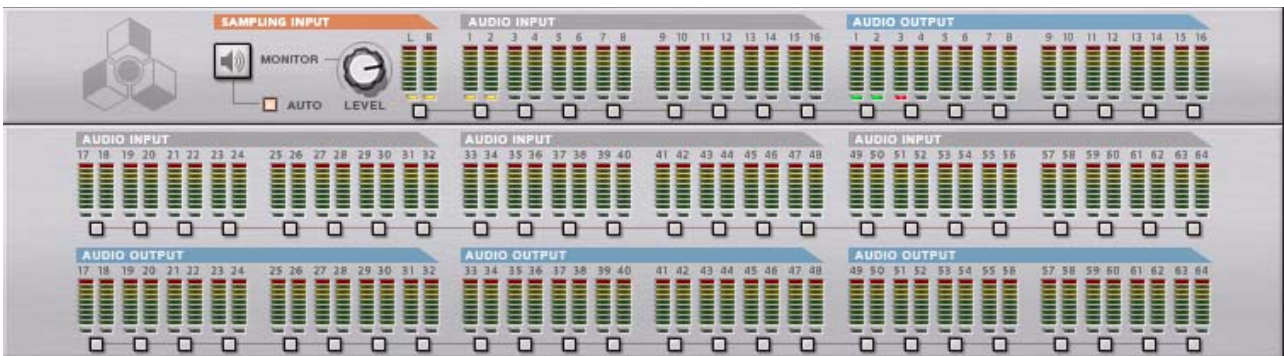 SAMPLING INPUT
AUDIO INPUT
AUDIO OUTPUT
L R
1 2 3 4 5 6 7 8 9 10 11 12 13 14 15 16
1 2 3 4 5 6 7 8 9 10 11 12 13 14 15 16
MONITOR
AUTO
LEVEL
AUDIO INPUT
AUDIO INPUT
AUDIO INPUT
17 18 19 20 21 22 23 24 25 26 27 28 29 30 31 32
33 34 35 36 37 38 39 40 41 42 43 44 45 46 47 48
49 50 51 52 53 54 55 56 57 58 59 60 61 62 63 64
AUDIO OUTPUT
AUDIO OUTPUT
AUDIO OUTPUT
17 18 19 20 21 22 23 24 25 26 27 28 29 30 31 32
33 34 35 36 37 38 39 40 41 42 43 44 45 46 47 48
49 50 51 52 53 54 55 56 57 58 59 60 61 62 63 64